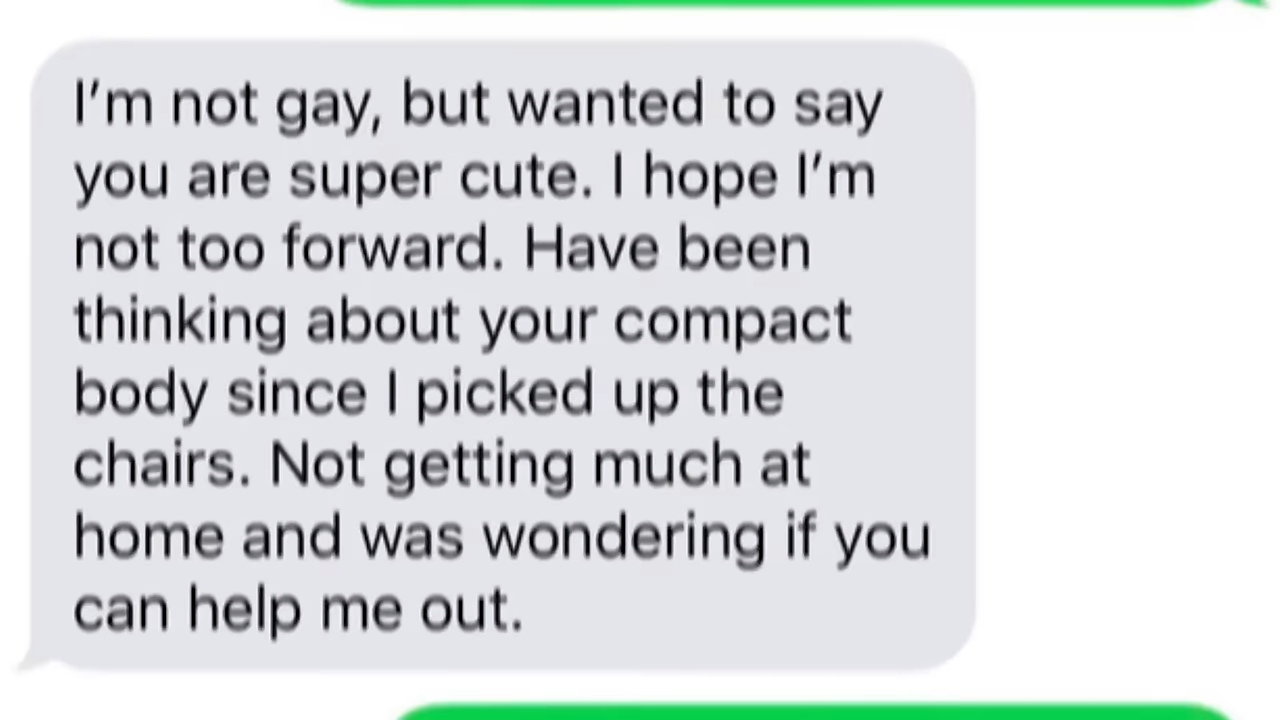 I'm not gay, but wanted to say
you are super cute. I hope I'm
not too forward. Have been
thinking about your compact
body since I picked up the
chairs. Not getting much at
home and was wondering if you
can help me out.